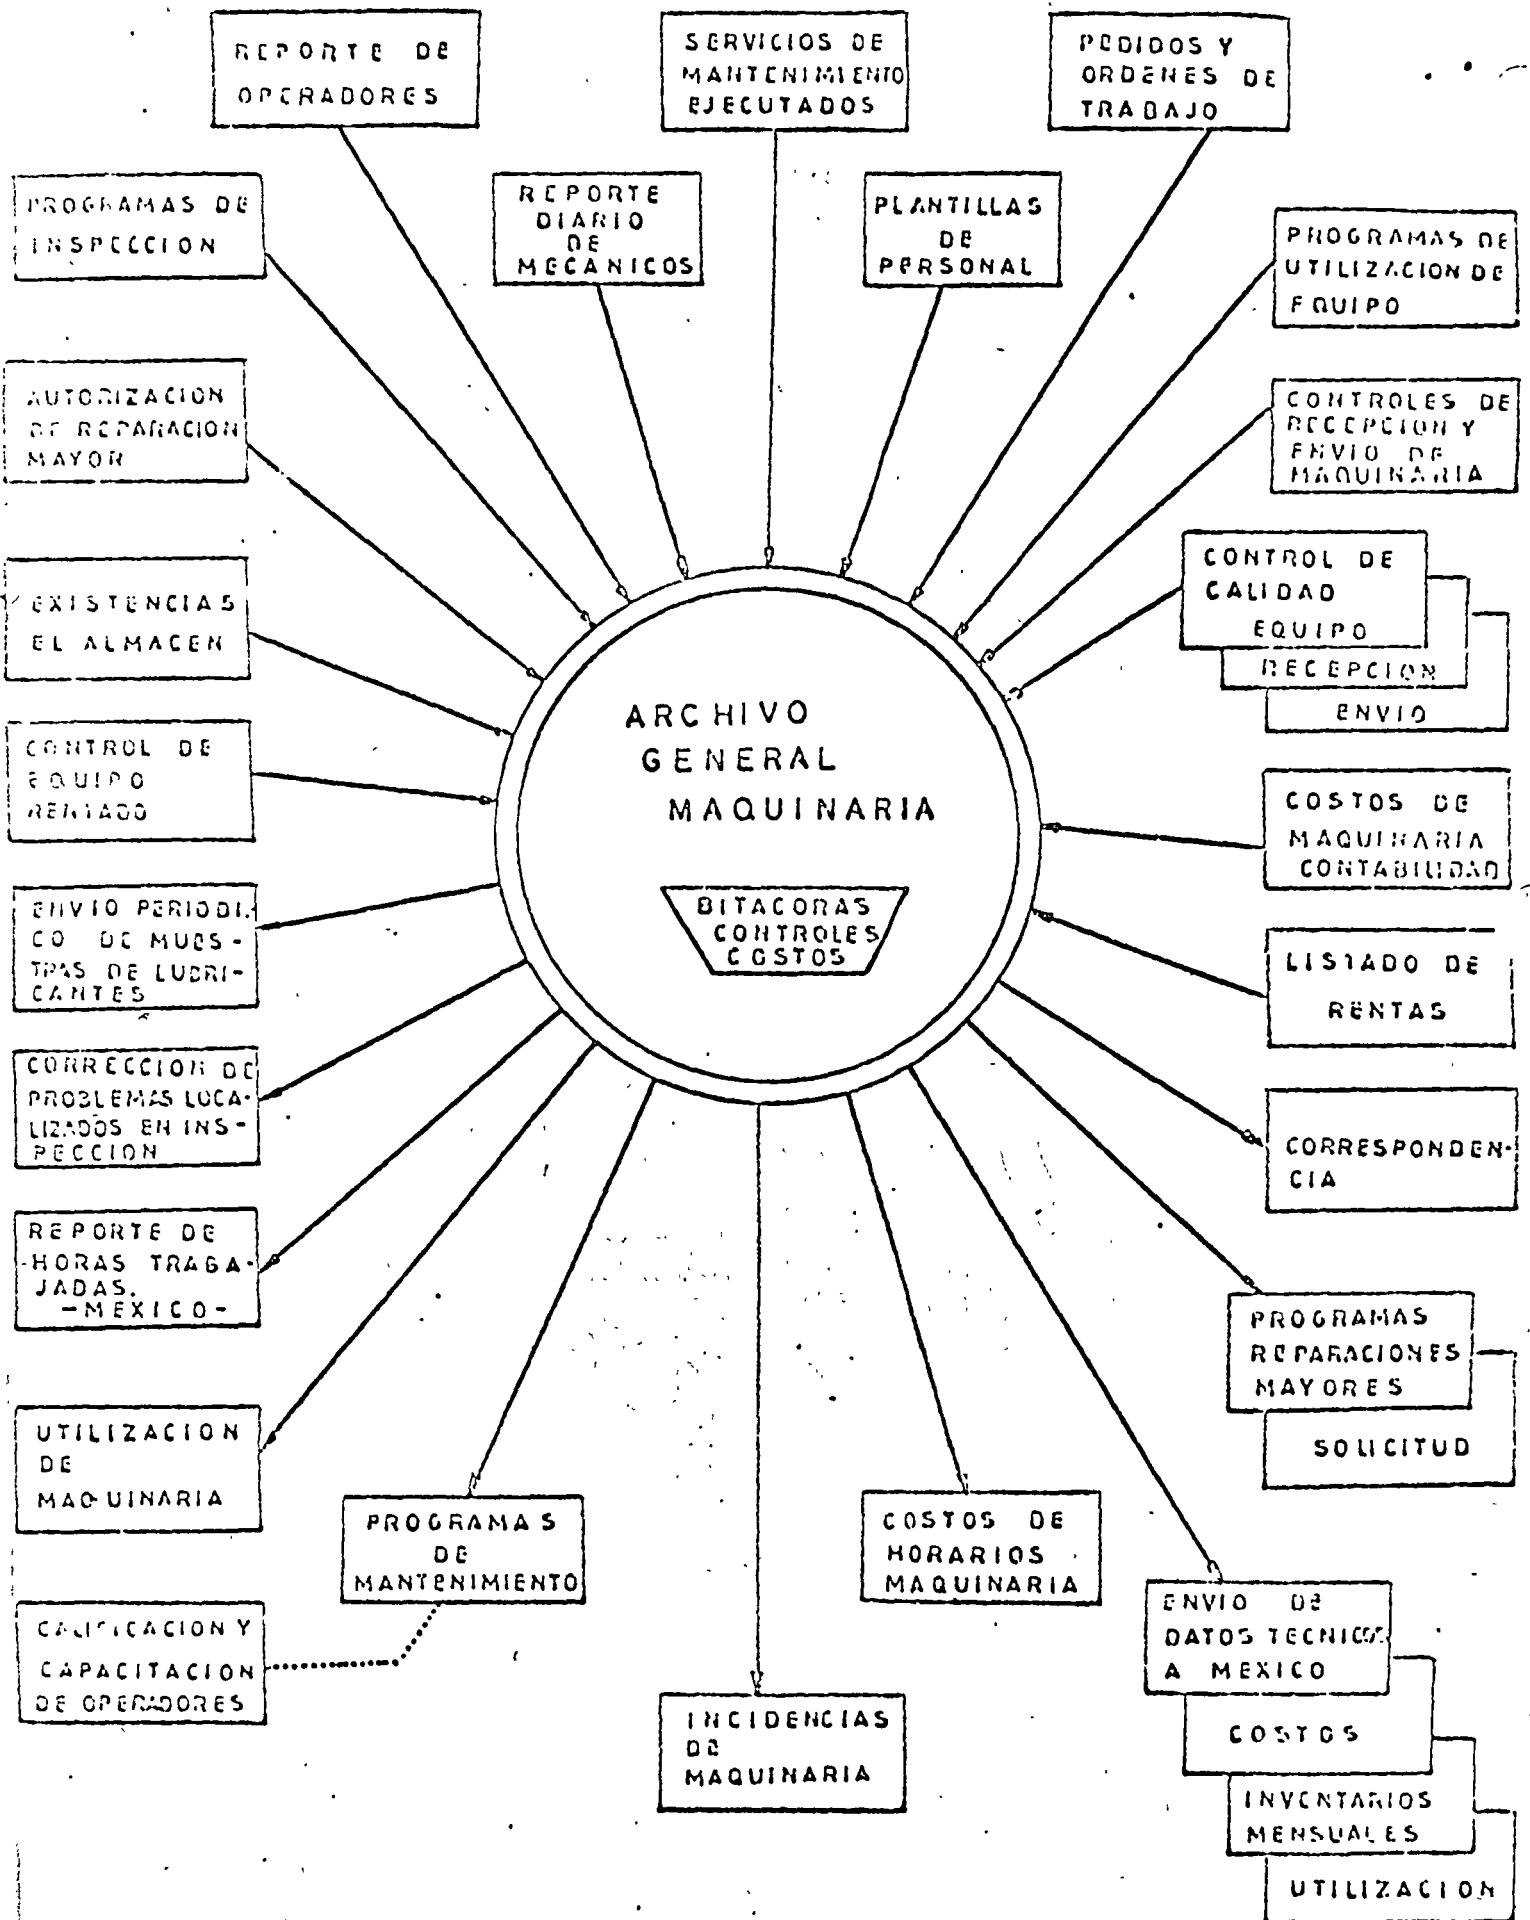 REPORTE DE
OPERADORES
SERVICIOS DE
MANTENIMIENTO
EJECUTADOS
PEDIDOS Y
ORDENES DE
TRABAJO
PROGRAMAS DE
INSPECCION
REPORTE
DIARIO
DE
MECANICOS
PLANTILLAS
DE
PERSONAL
PROGRAMAS DE
UTILIZACION DE
EQUIPO
AUTORIZACION
DE REPARACION
MAYOR
CONTROLES DE
RECEPCION Y
ENVIO DE
MAQUINARIA
EXISTENCIAS
EL ALMACEN
CONTROL DE
CALIDAD
EQUIPO
RECEPCION
ENVIO
CONTROL DE
EQUIPO
RENTADO
ARCHIVO
GENERAL
MAQUINARIA
BITACORAS
CONTROLES
COSTOS
COSTOS DE
MAQUINARIA
CONTABILIDAD
ENVIO PERIODI-
CO DE MUES-
TRAS DE LUBRI-
CANTES
LISTADO DE
RENTAS
CORRECCION DE
PROBLEMAS LOCA-
LIZADOS EN INS-
PECCION
CORRESPONDEN-
CIA
REPORTE DE
HORAS TRABA-
JADAS.
-MEXICO-
PROGRAMAS
REPARACIONES
MAYORES
SOLICITUD
UTILIZACION
DE
MAQUINARIA
PROGRAMAS
DE
MANTENIMIENTO
COSTOS DE
HORARIOS
MAQUINARIA
CALIFICACION Y
CAPACITACION
DE OPERADORES
INCIDENCIAS
DE
MAQUINARIA
ENVIO DE
DATOS TECNICOS
A MEXICO
COSTOS
INVENTARIOS
MENSUALES
UTILIZACION